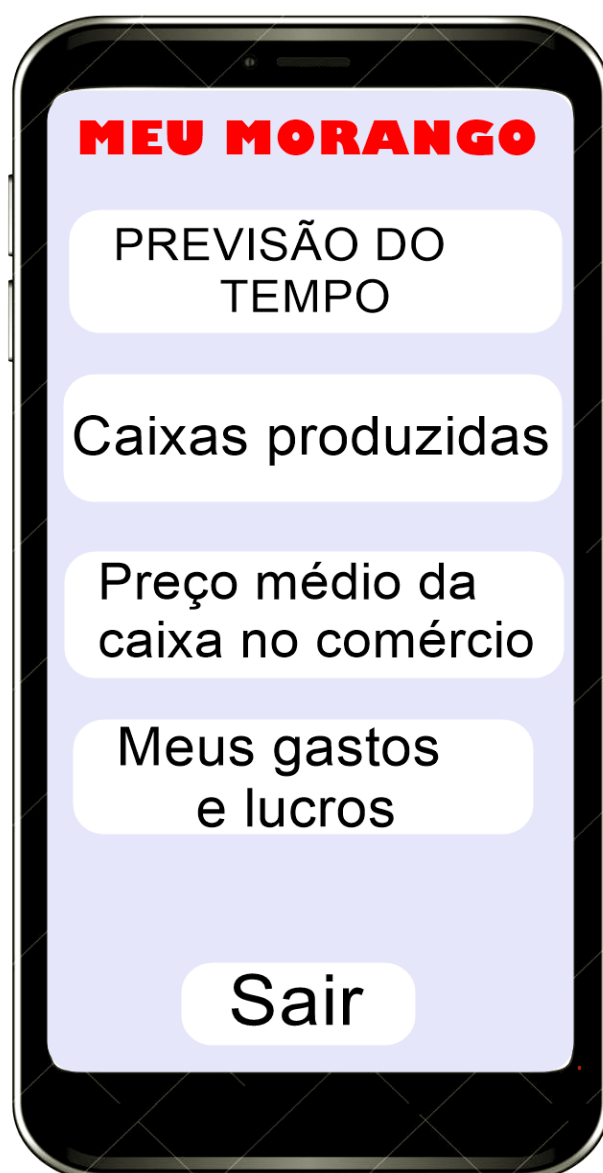 MEU MORANGO
PREVISÃO DO
TEMPO
Caixas produzidas
Preço médio da
caixa no comércio
Meus gastos
e lucros
Sair